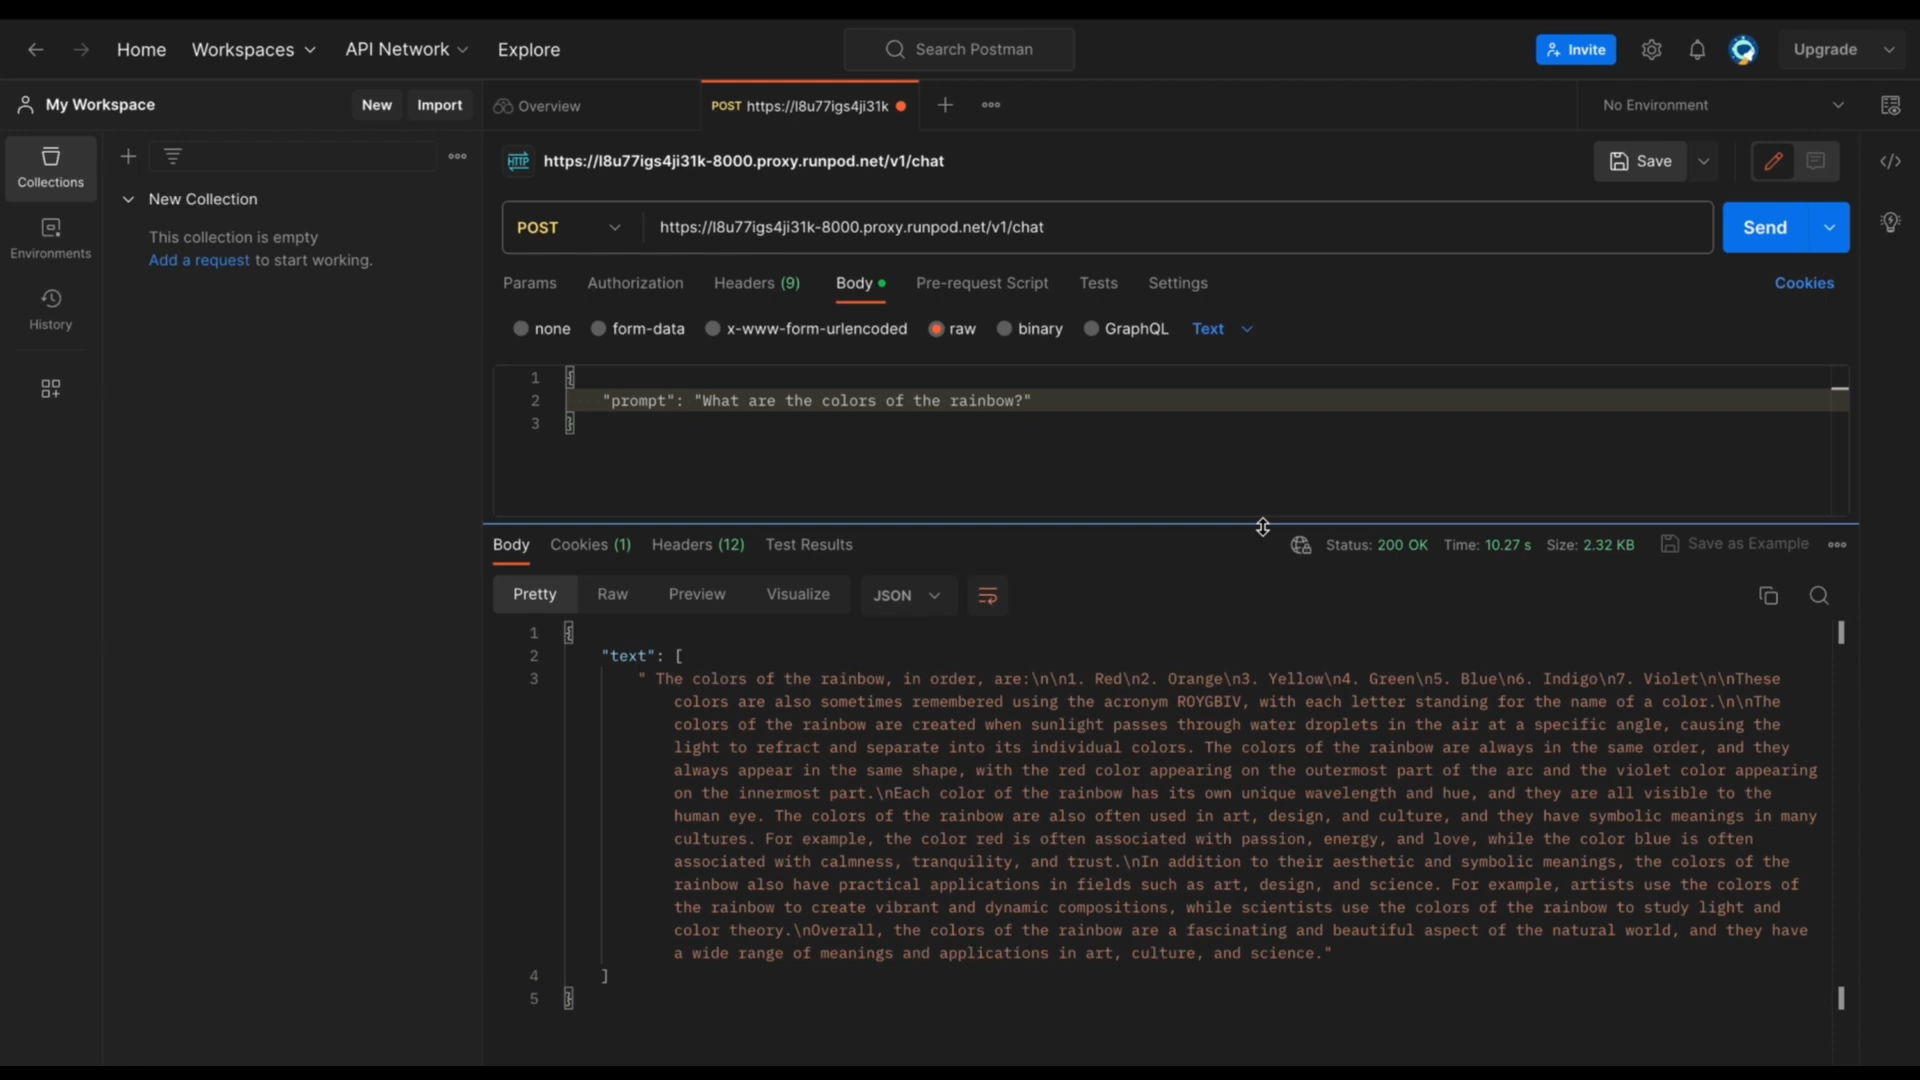 Home Workspaces API Network Explore Search Postman Invite Upgrade
My Workspace New Import Overview POST https://l8u77igs4ji31k No Environment
Collections
Environments
History
New Collection
This collection is empty
Add a request to start working.
HTTP https://l8u77igs4ji31k-8000.proxy.runpod.net/v1/chat Save
POST https://l8u77igs4ji31k-8000.proxy.runpod.net/v1/chat Send
Params Authorization Headers (9) Body Pre-request Script Tests Settings Cookies
none form-data x-www-form-urlencoded raw binary GraphQL Text
1 {
2 "prompt": "What are the colors of the rainbow?"
3 }
Body Cookies (1) Headers (12) Test Results Status: 200 OK Time: 10.27 s Size: 2.32 KB Save as Example
Pretty Raw Preview Visualize JSON
1 {
2 "text": [
3 " The colors of the rainbow, in order, are:\n\n1. Red\n2. Orange\n3. Yellow\n4. Green\n5. Blue\n6. Indigo\n7. Violet\n\nThese
colors are also sometimes remembered using the acronym ROYGBIV, with each letter standing for the name of a color.\n\nThe
colors of the rainbow are created when sunlight passes through water droplets in the air at a specific angle, causing the
light to refract and separate into its individual colors. The colors of the rainbow are always in the same order, and they
always appear in the same shape, with the red color appearing on the outermost part of the arc and the violet color appearing
on the innermost part.\nEach color of the rainbow has its own unique wavelength and hue, and they are all visible to the
human eye. The colors of the rainbow are also often used in art, design, and culture, and they have symbolic meanings in many
cultures. For example, the color red is often associated with passion, energy, and love, while the color blue is often
associated with calmness, tranquility, and trust.\nIn addition to their aesthetic and symbolic meanings, the colors of the
rainbow also have practical applications in fields such as art, design, and science. For example, artists use the colors of
the rainbow to create vibrant and dynamic compositions, while scientists use the colors of the rainbow to study light and
color theory.\nOverall, the colors of the rainbow are a fascinating and beautiful aspect of the natural world, and they have
a wide range of meanings and applications in art, culture, and science."
4 ]
5 }